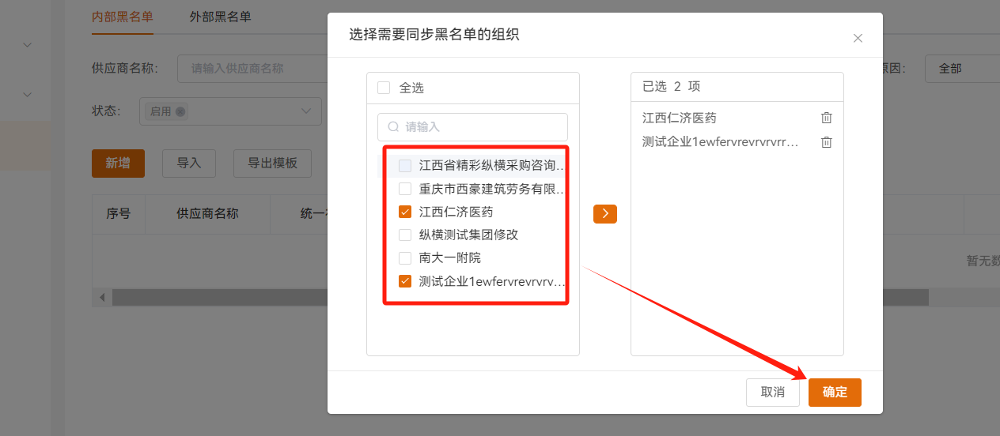 内部黑名单 外部黑名单
选择需要同步黑名单的组织
供应商名称： 请输入供应商名称
原因： 全部
状态： 启用
全选
请输入
江西省精彩纵横采购咨询...
重庆市西豪建筑劳务有限...
江西仁济医药
纵横测试集团修改
南大一附院
测试企业1ewfervrevrvrv...
已选 2 项
江西仁济医药
测试企业1ewfervrevrvrvrr...
新增 导入 导出模板
序号 供应商名称 统一
暂无数
取消 确定